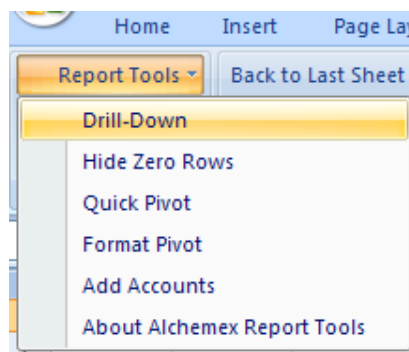 Home Insert Page La
Report Tools Back to Last Sheet
Drill-Down
Hide Zero Rows
Quick Pivot
Format Pivot
Add Accounts
About Alchemex Report Tools